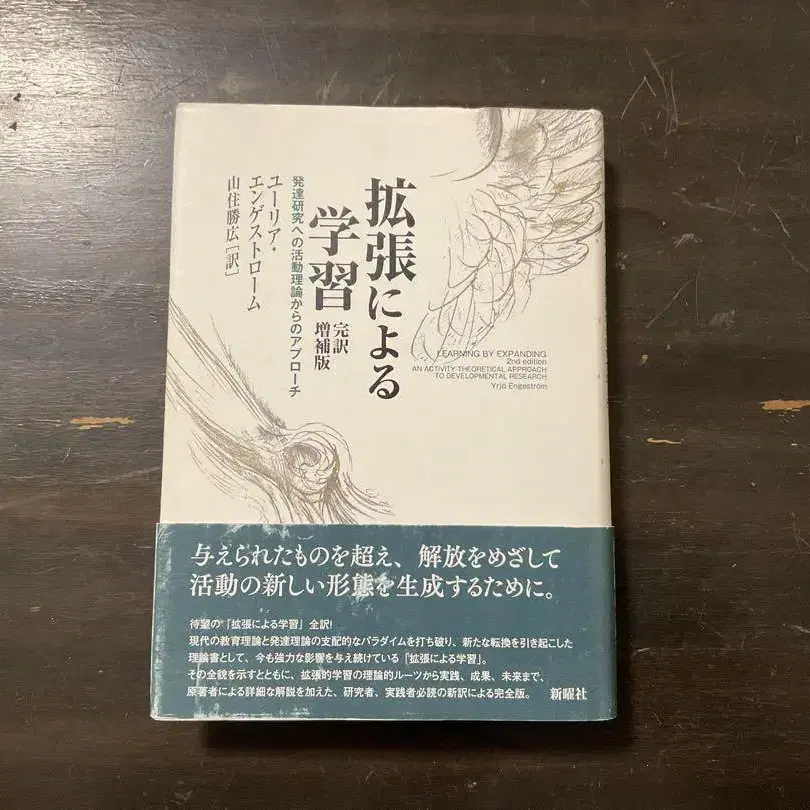 拡張による
学習
完訳
増補版
発達研究への活動理論からのアプローチ
ユーリア・
エンゲストローム
山住勝広［訳］
LEARNING BY EXPANDING
2nd edition
AN ACTIVITY-THEORETICAL APPROACH
TO DEVELOPMENTAL RESEARCH
Yrjö Engeström
与えられたものを超え、解放をめざして
活動の新しい形態を生成するために。
待望の『拡張による学習』全訳!
現代の教育理論と発達理論の支配的なパラダイムを打ち破り、新たな転換を引き起こした
理論書として、今も強力な影響を与え続けている『拡張による学習』。
その全貌を示すとともに、拡張的学習の理論的ルーツから実践、成果、未来まで、
原著者による詳細な解説を加えた、研究者、実践者必読の新訳による完全版。
新曜社